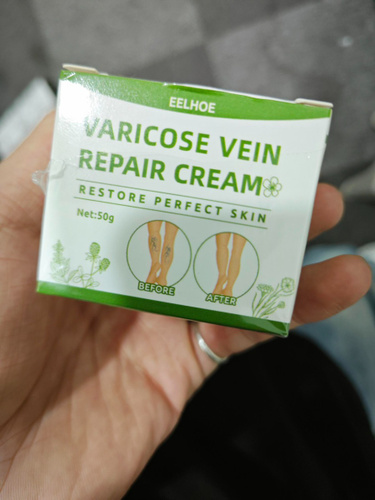 EELHOE
VARICOSE VEIN
REPAIR CREAM
RESTORE PERFECT SKIN
Net:50g
BEFORE
AFTER